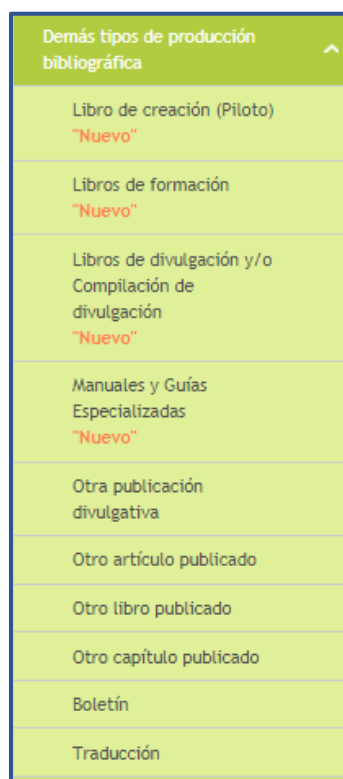 Demás tipos de producción
bibliográfica
Libro de creación (Piloto)
"Nuevo"
Libros de formación
"Nuevo"
Libros de divulgación y/o
Compilación de
divulgación
"Nuevo"
Manuales y Guías
Especializadas
"Nuevo"
Otra publicación
divulgativa
Otro artículo publicado
Otro libro publicado
Otro capítulo publicado
Boletín
Traducción